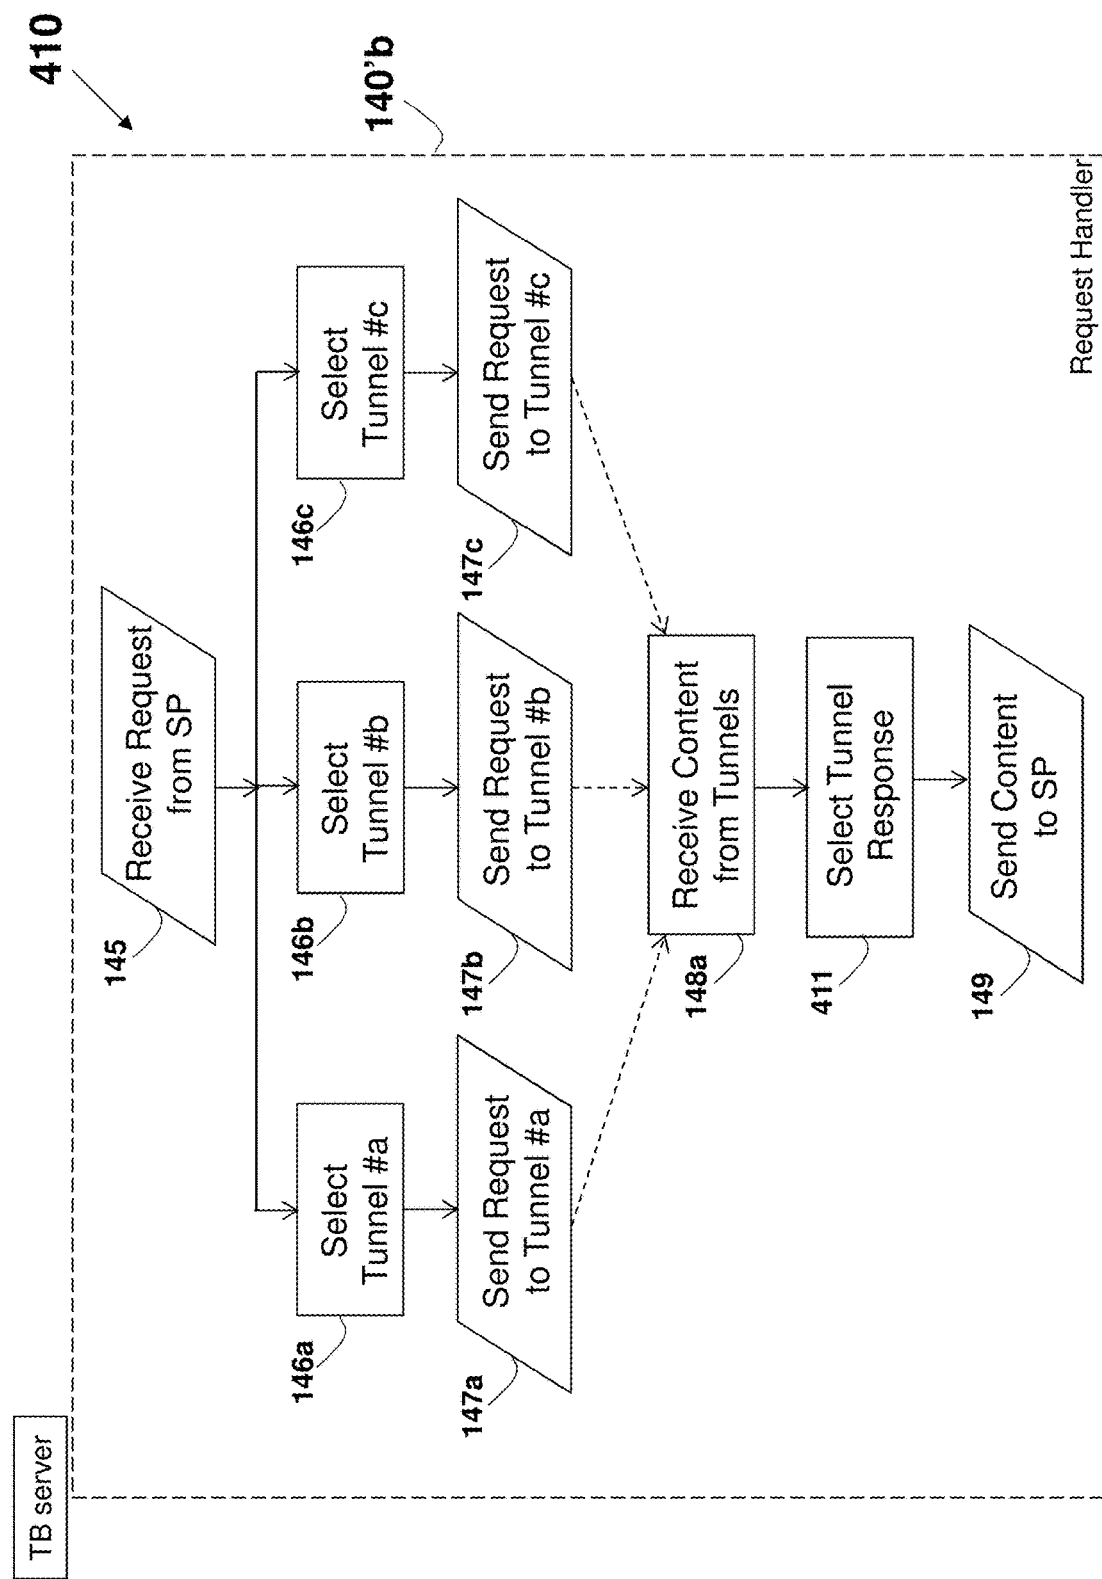 410
TB server
140'b
Receive Request
from SP
145
Select
Tunnel #a
146a
Select
Tunnel #b
146b
Select
Tunnel #c
146c
Send Request
to Tunnel #a
147a
Send Request
to Tunnel #b
147b
Send Request
to Tunnel #c
147c
Receive Content
from Tunnels
148a
Select Tunnel
Response
411
Send Content
to SP
149
Request Handler